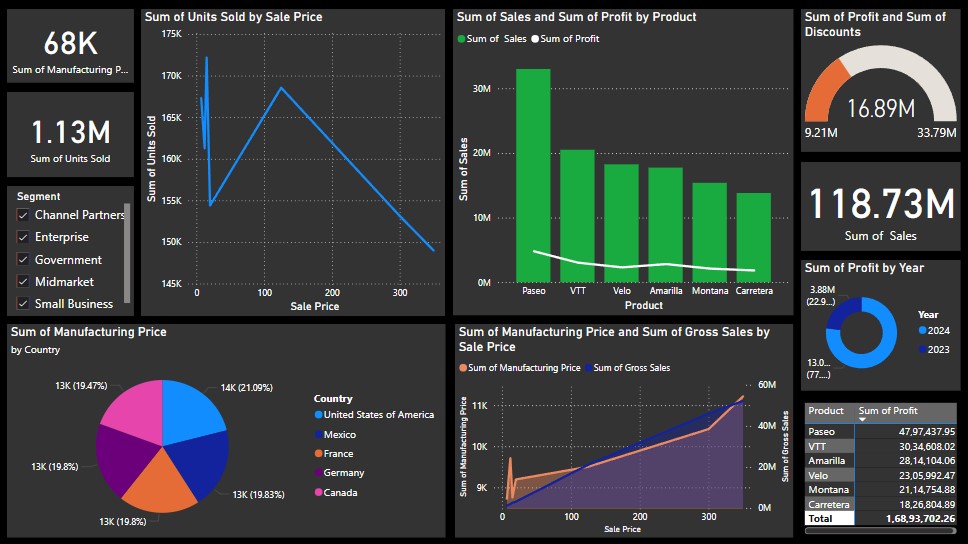 68K
Sum of Manufacturing P...
1.13M
Sum of Units Sold
Segment
Channel Partners
Enterprise
Government
Midmarket
Small Business
Sum of Units Sold by Sale Price
Sum of Units Sold
175K
170K
165K
160K
155K
150K
145K
0 100 200 300
Sale Price
Sum of Sales and Sum of Profit by Product
Sum of Sales Sum of Profit
Sum of Sales
30M
20M
10M
0M
Paseo VTT Velo Amarilla Montana Carretera
Product
Sum of Profit and Sum of
Discounts
16.89M
9.21M 33.79M
118.73M
Sum of Sales
Sum of Profit by Year
3.88M
(22.9...)
13.0...
(77....)
Year
2024
2023
Sum of Manufacturing Price
by Country
13K (19.47%)
14K (21.09%)
13K (19.8%)
13K (19.83%)
13K (19.8%)
Country
United States of America
Mexico
France
Germany
Canada
Sum of Manufacturing Price and Sum of Gross Sales by
Sale Price
Sum of Manufacturing Price Sum of Gross Sales
Sum of Manufacturing Price
11K
10K
9K
60M
40M
20M
0M
Sum of Gross Sales
0 100 200 300
Sale Price
Product Sum of Profit
Paseo 47,97,437.95
VTT 30,34,608.02
Amarilla 28,14,104.06
Velo 23,05,992.47
Montana 21,14,754.88
Carretera 18,26,804.89
Total 1,68,93,702.26